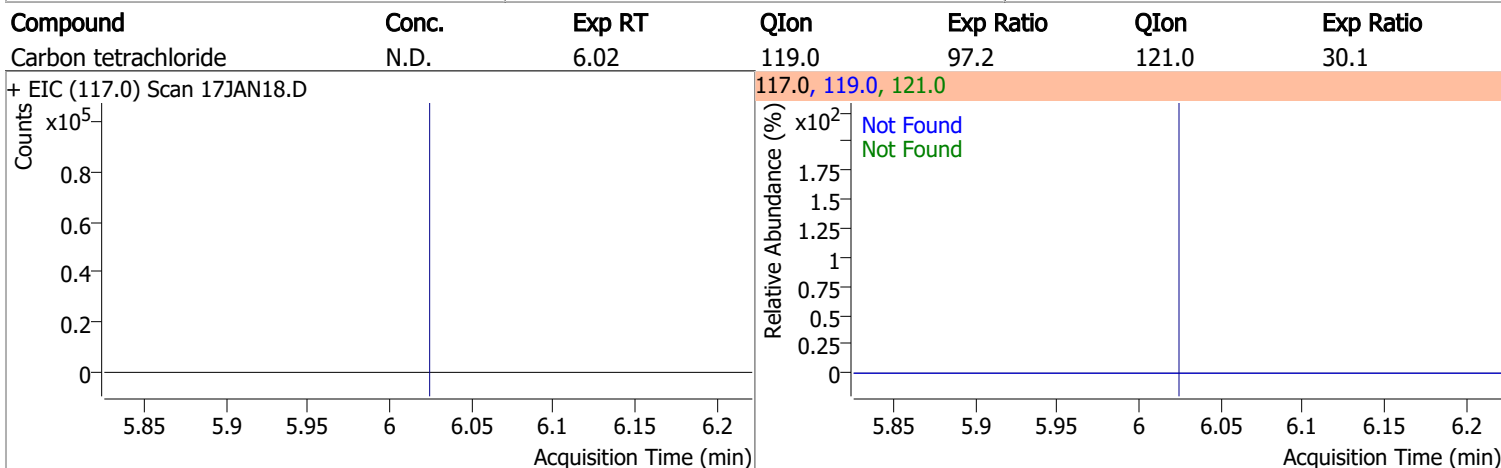 Compound Conc. Exp RT QIon Exp Ratio QIon Exp Ratio
Carbon tetrachloride N.D. 6.02 119.0 97.2 121.0 30.1
+ EIC (117.0) Scan 17JAN18.D
Counts
x10⁵
0.8
0.6
0.4
0.2
0
5.85 5.9 5.95 6 6.05 6.1 6.15 6.2
Acquisition Time (min)
117.0, 119.0, 121.0
Relative Abundance (%)
x10²
Not Found
Not Found
1.75
1.5
1.25
1
0.75
0.5
0.25
0
5.85 5.9 5.95 6 6.05 6.1 6.15 6.2
Acquisition Time (min)